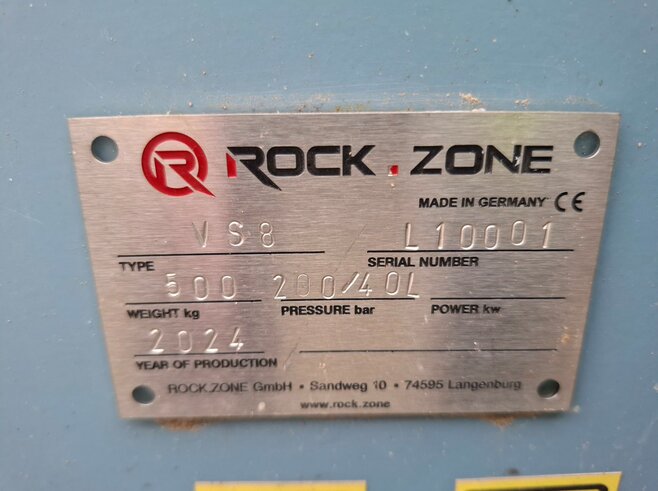 R ROCK.ZONE
MADE IN GERMANY CE
VS8 L10001
TYPE SERIAL NUMBER
500 200/40L
WEIGHT kg PRESSURE bar POWER kw
2024
YEAR OF PRODUCTION
ROCK.ZONE GmbH • Sandweg 10 • 74595 Langenburg
www.rock.zone